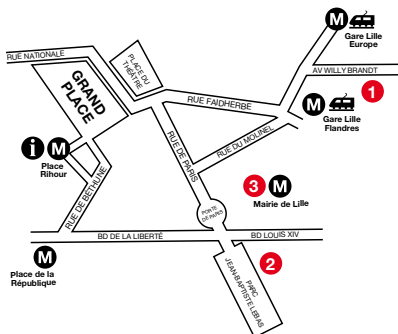 M
Gare Lille
Europe
RUE NATIONALE
PLACE DU
THÉÂTRE
AV WILLY BRANDT
GRAND
PLACE
RUE FAIDHERBE
M
1
Gare Lille
Flandres
RUE DU MOLINEL
RUE DE PARIS
i M
Place
Rihour
RUE DE BÉTHUNE
3 M
Mairie de Lille
PORTE
DE PARIS
BD DE LA LIBERTÉ
BD LOUIS XIV
M
Place de la
République
2
PARC
JEAN-BAPTISTE LEBAS